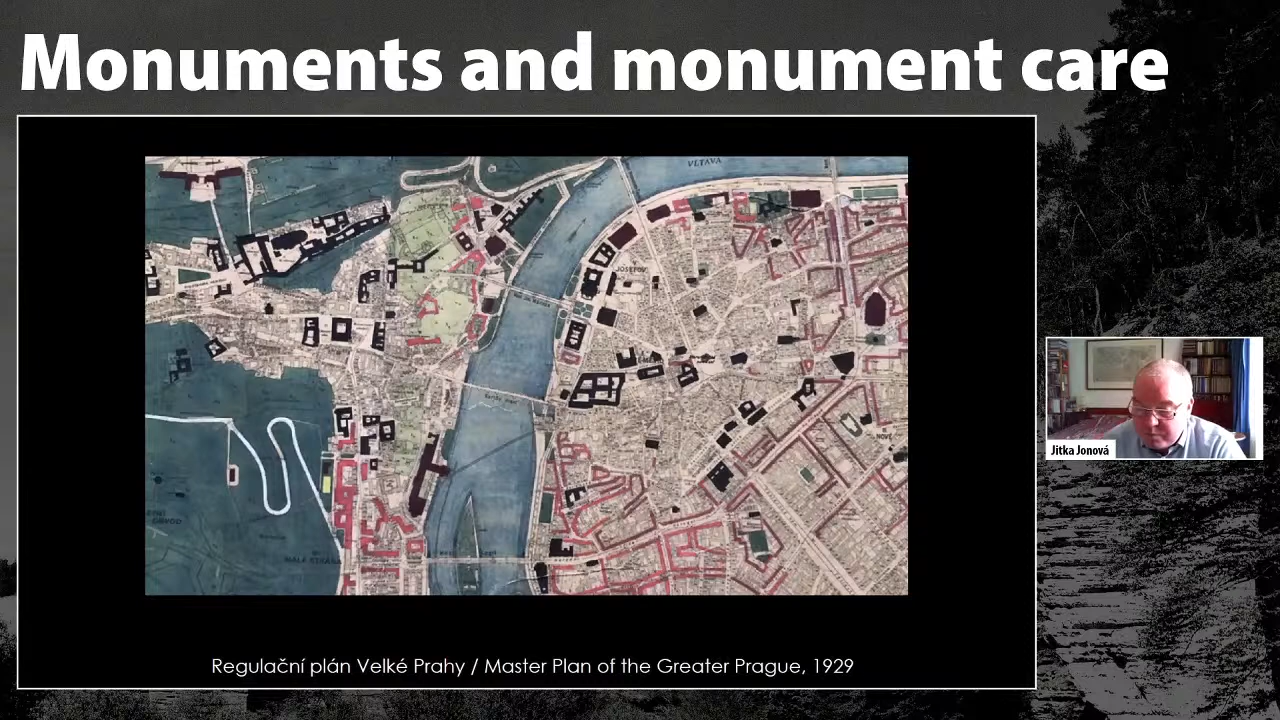 Monuments and monument care
VLTAVA
JOSEFOV
MALÁ STRANA
NOVÉ
Jitka Jonová
Regulační plán Velké Prahy / Master Plan of the Greater Prague, 1929